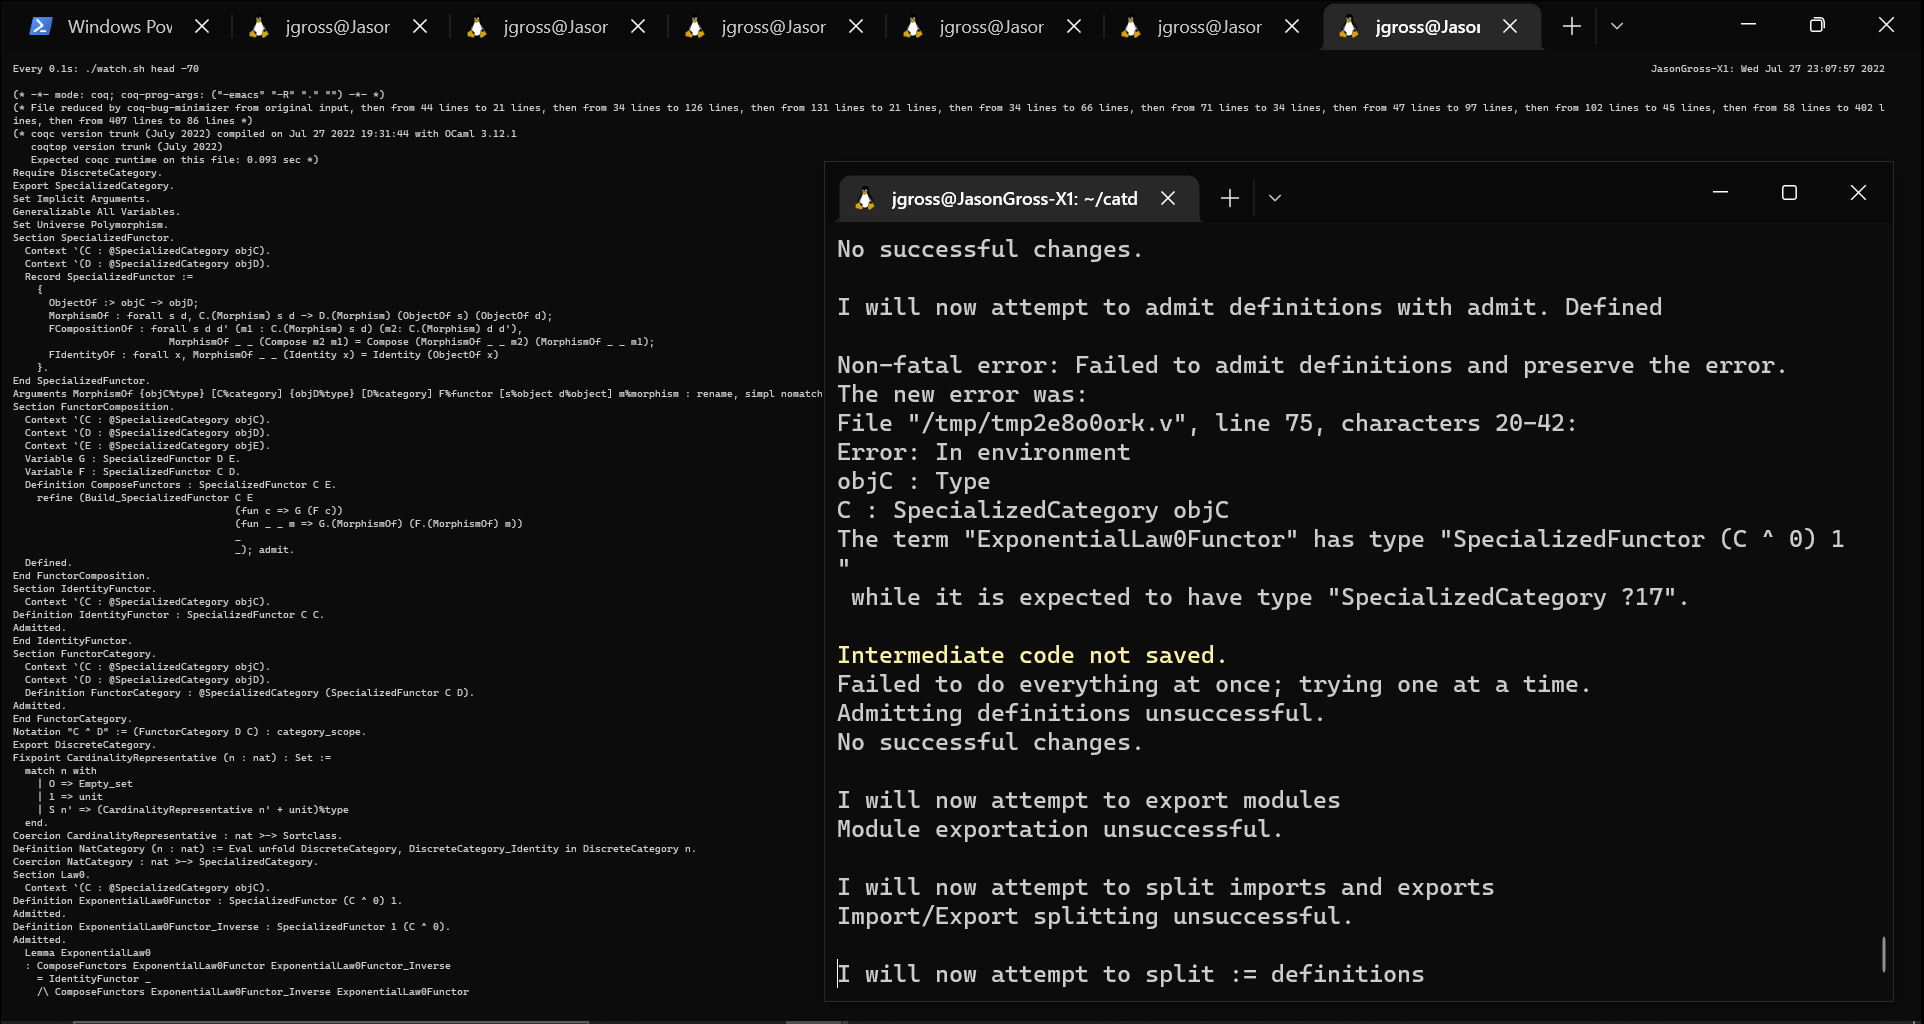 Windows Pow
jgross@Jasor
jgross@Jasor
jgross@Jasor
jgross@Jasor
jgross@Jasor
jgross@Jasor
Every 0.1s: ./watch.sh head -70
JasonGross-X1: Wed Jul 27 23:07:57 2022
(* -*- mode: coq; coq-prog-args: ("-emacs" "-R" "." "") -*- *)
(* File reduced by coq-bug-minimizer from original input, then from 44 lines to 21 lines, then from 34 lines to 126 lines, then from 131 lines to 21 lines, then from 34 lines to 66 lines, then from 71 lines to 34 lines, then from 47 lines to 97 lines, then from 102 lines to 45 lines, then from 58 lines to 402 l
ines, then from 407 lines to 86 lines *)
(* coqc version trunk (July 2022) compiled on Jul 27 2022 19:31:44 with OCaml 3.12.1
   coqtop version trunk (July 2022)
   Expected coqc runtime on this file: 0.093 sec *)
Require DiscreteCategory.
Export SpecializedCategory.
Set Implicit Arguments.
Generalizable All Variables.
Set Universe Polymorphism.
Section SpecializedFunctor.
  Context `(C : @SpecializedCategory objC).
  Context `(D : @SpecializedCategory objD).
  Record SpecializedFunctor :=
    {
      ObjectOf :> objC -> objD;
      MorphismOf : forall s d, C.(Morphism) s d -> D.(Morphism) (ObjectOf s) (ObjectOf d);
      FCompositionOf : forall s d d' (m1 : C.(Morphism) s d) (m2: C.(Morphism) d d'),
                          MorphismOf _ _ (Compose m2 m1) = Compose (MorphismOf _ _ m2) (MorphismOf _ _ m1);
      FIdentityOf : forall x, MorphismOf _ _ (Identity x) = Identity (ObjectOf x)
    }.
End SpecializedFunctor.
Arguments MorphismOf {objC%type} [C%category] {objD%type} [D%category] F%functor [s%object d%object] m%morphism : rename, simpl nomatch
Section FunctorComposition.
  Context `(C : @SpecializedCategory objC).
  Context `(D : @SpecializedCategory objD).
  Context `(E : @SpecializedCategory objE).
  Variable G : SpecializedFunctor D E.
  Variable F : SpecializedFunctor C D.
  Definition ComposeFunctors : SpecializedFunctor C E.
    refine (Build_SpecializedFunctor C E
                                     (fun c => G (F c))
                                     (fun _ _ m => G.(MorphismOf) (F.(MorphismOf) m))
                                     _
                                     _); admit.
  Defined.
End FunctorComposition.
Section IdentityFunctor.
  Context `(C : @SpecializedCategory objC).
Definition IdentityFunctor : SpecializedFunctor C C.
Admitted.
End IdentityFunctor.
Section FunctorCategory.
  Context `(C : @SpecializedCategory objC).
  Context `(D : @SpecializedCategory objD).
  Definition FunctorCategory : @SpecializedCategory (SpecializedFunctor C D).
Admitted.
End FunctorCategory.
Notation "C ^ D" := (FunctorCategory D C) : category_scope.
Export DiscreteCategory.
Fixpoint CardinalityRepresentative (n : nat) : Set :=
  match n with
    | O => Empty_set
    | 1 => unit
    | S n' => (CardinalityRepresentative n' + unit)%type
  end.
Coercion CardinalityRepresentative : nat >-> Sortclass.
Definition NatCategory (n : nat) := Eval unfold DiscreteCategory, DiscreteCategory_Identity in DiscreteCategory n.
Coercion NatCategory : nat >-> SpecializedCategory.
Section Law0.
  Context `(C : @SpecializedCategory objC).
Definition ExponentialLaw0Functor : SpecializedFunctor (C ^ 0) 1.
Admitted.
Definition ExponentialLaw0Functor_Inverse : SpecializedFunctor 1 (C ^ 0).
Admitted.
  Lemma ExponentialLaw0
  : ComposeFunctors ExponentialLaw0Functor ExponentialLaw0Functor_Inverse
    = IdentityFunctor _
    /\ ComposeFunctors ExponentialLaw0Functor_Inverse ExponentialLaw0Functor
jgross@JasonGross-X1: ~/catd
No successful changes.
I will now attempt to admit definitions with admit. Defined
Non-fatal error: Failed to admit definitions and preserve the error.
The new error was:
File "/tmp/tmp2e8o0ork.v", line 75, characters 20-42:
Error: In environment
objC : Type
C : SpecializedCategory objC
The term "ExponentialLaw0Functor" has type "SpecializedFunctor (C ^ 0) 1
"
 while it is expected to have type "SpecializedCategory ?17".
Intermediate code not saved.
Failed to do everything at once; trying one at a time.
Admitting definitions unsuccessful.
No successful changes.
I will now attempt to export modules
Module exportation unsuccessful.
I will now attempt to split imports and exports
Import/Export splitting unsuccessful.
I will now attempt to split := definitions